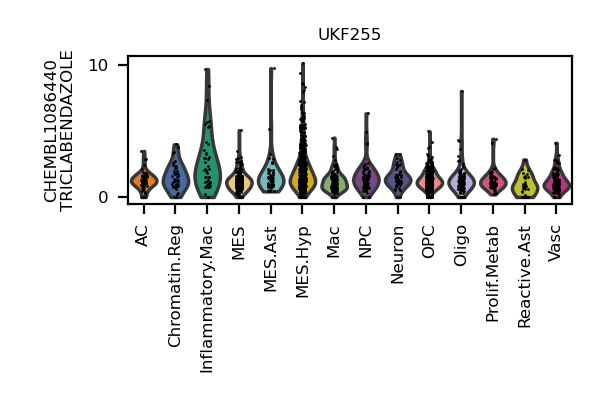 UKF255
CHEMBL1086440
TRICLABENDAZOLE
10
0
AC
Chromatin.Reg
Inflammatory.Mac
MES
MES.Ast
MES.Hyp
Mac
NPC
Neuron
OPC
Oligo
Prolif.Metab
Reactive.Ast
Vasc